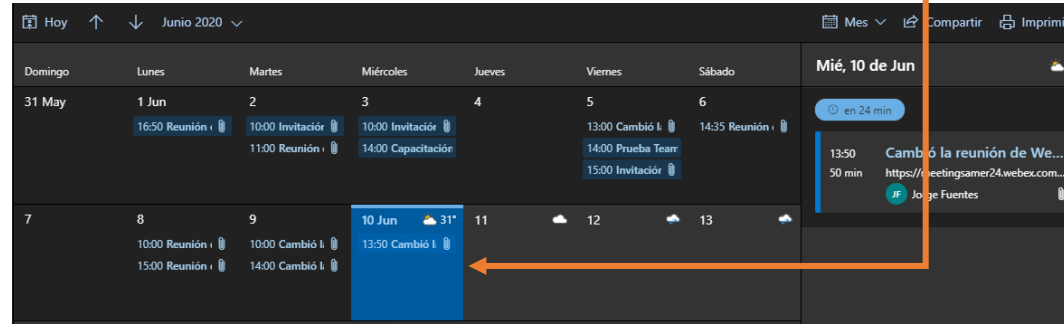 Hoy Junio 2020 Mes Compartir Imprimi
Domingo Lunes Martes Miércoles Jueves Viernes Sábado
31 May 1 Jun 2 3 4 5 6
16:50 Reunión 10:00 Invitación 10:00 Invitación 13:00 Cambió 14:35 Reunión
11:00 Reunión 14:00 Capacitación 14:00 Prueba Team
15:00 Invitación
7 8 9 10 Jun 31° 11 12 13
10:00 Reunión 10:00 Cambió 13:50 Cambió
15:00 Reunión 14:00 Cambió
Mié, 10 de Jun
en 24 min
13:50 Cambió la reunión de We...
50 min https://meetingsamer24.webex.com...
JF Jorge Fuentes